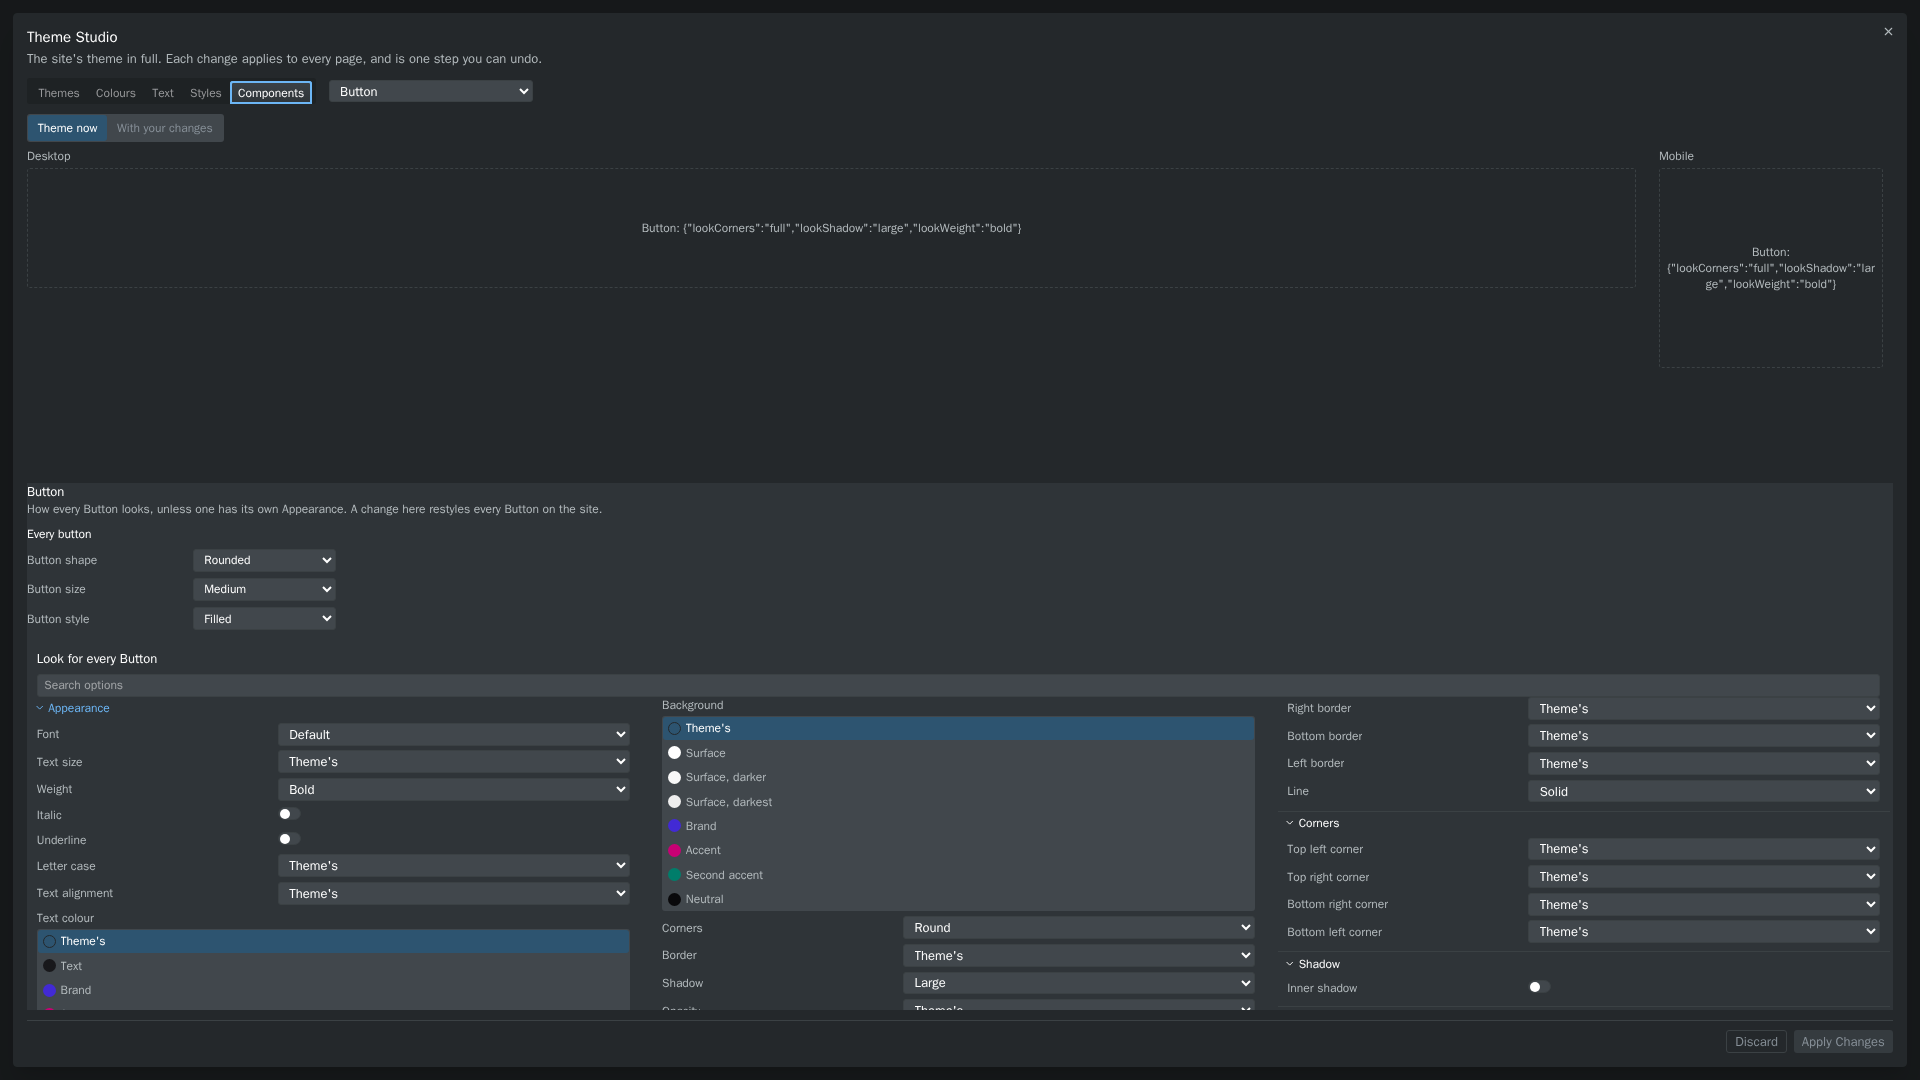 Theme Studio
The site's theme in full. Each change applies to every page, and is one step you can undo.
Themes
Colours
Text
Styles
Components
Button
Theme now
With your changes
Desktop
Mobile
Button: {"lookCorners":"full","lookShadow":"large","lookWeight":"bold"}
Button:
{"lookCorners":"full","lookShadow":"lar
ge","lookWeight":"bold"}
Button
How every Button looks, unless one has its own Appearance. A change here restyles every Button on the site.
Every button
Button shape
Rounded
Button size
Medium
Button style
Filled
Look for every Button
Search options
Appearance
Font
Default
Text size
Theme's
Weight
Bold
Italic
Underline
Letter case
Theme's
Text alignment
Theme's
Text colour
Theme's
Text
Brand
Background
Theme's
Surface
Surface, darker
Surface, darkest
Brand
Accent
Second accent
Neutral
Corners
Round
Border
Theme's
Shadow
Large
Opacity
Theme's
Right border
Theme's
Bottom border
Theme's
Left border
Theme's
Line
Solid
Corners
Top left corner
Theme's
Top right corner
Theme's
Bottom right corner
Theme's
Bottom left corner
Theme's
Shadow
Inner shadow
Discard
Apply Changes